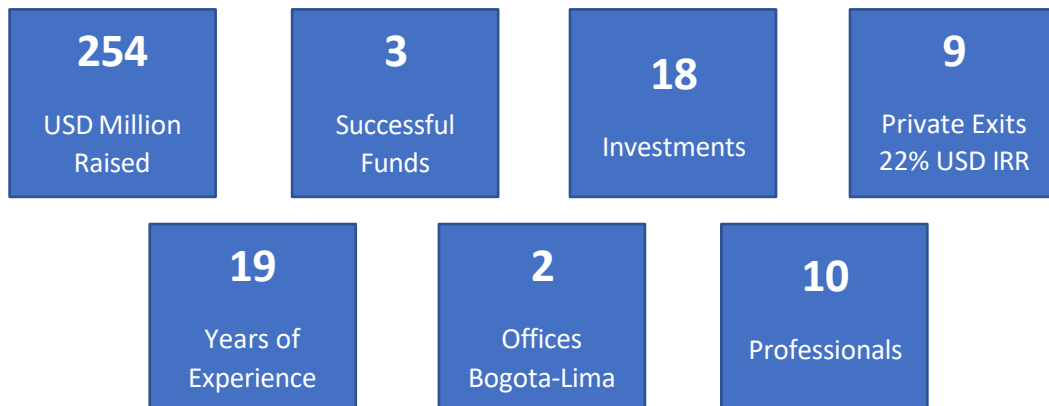 254
USD Million
Raised
3
Successful
Funds
18
Investments
9
Private Exits
22% USD IRR
19
Years of
Experience
2
Offices
Bogota-Lima
10
Professionals